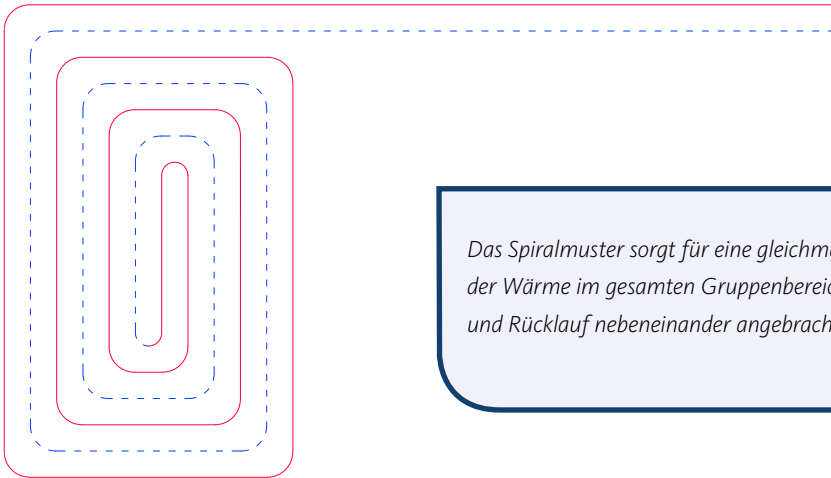 Das Spiralmuster sorgt für eine
der Wärme im gesamten
und Rücklauf nebeneinander